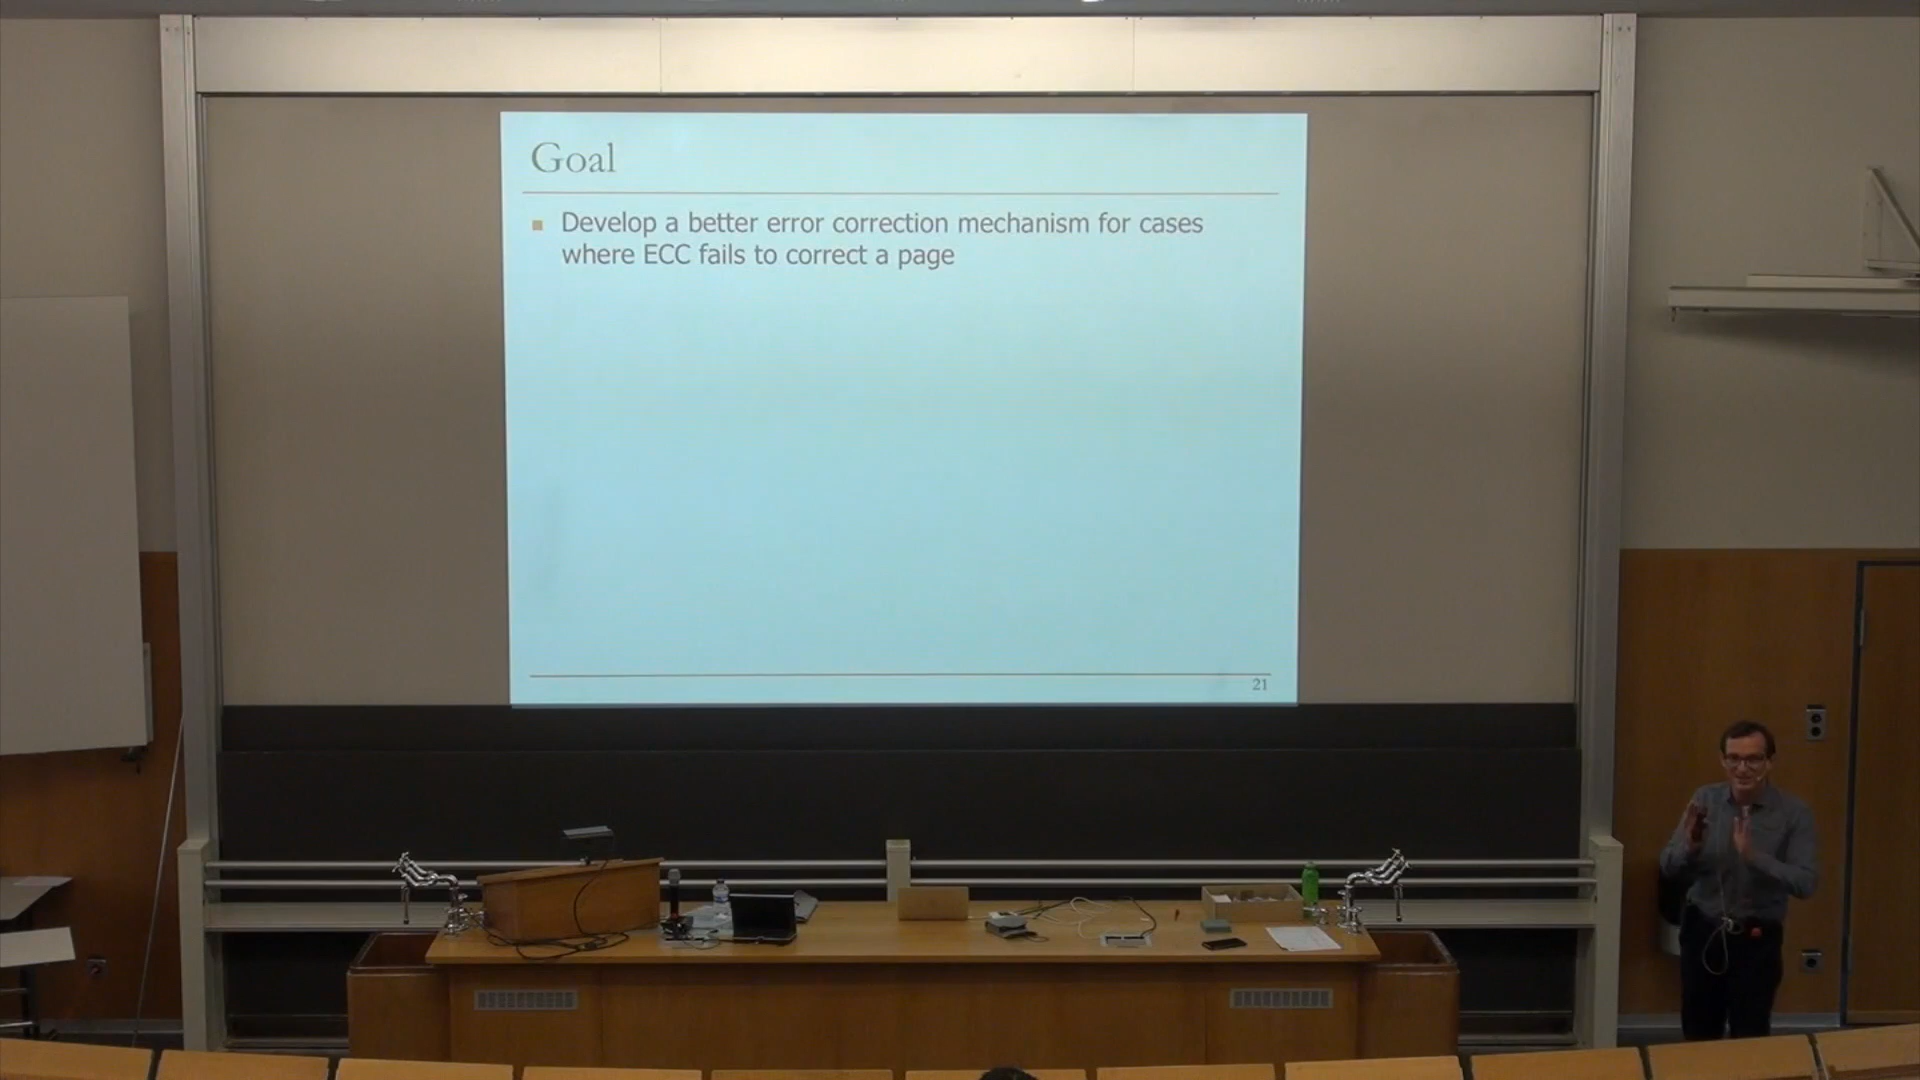 Goal
Develop a better error correction mechanism for cases
where ECC fails to correct a page
21